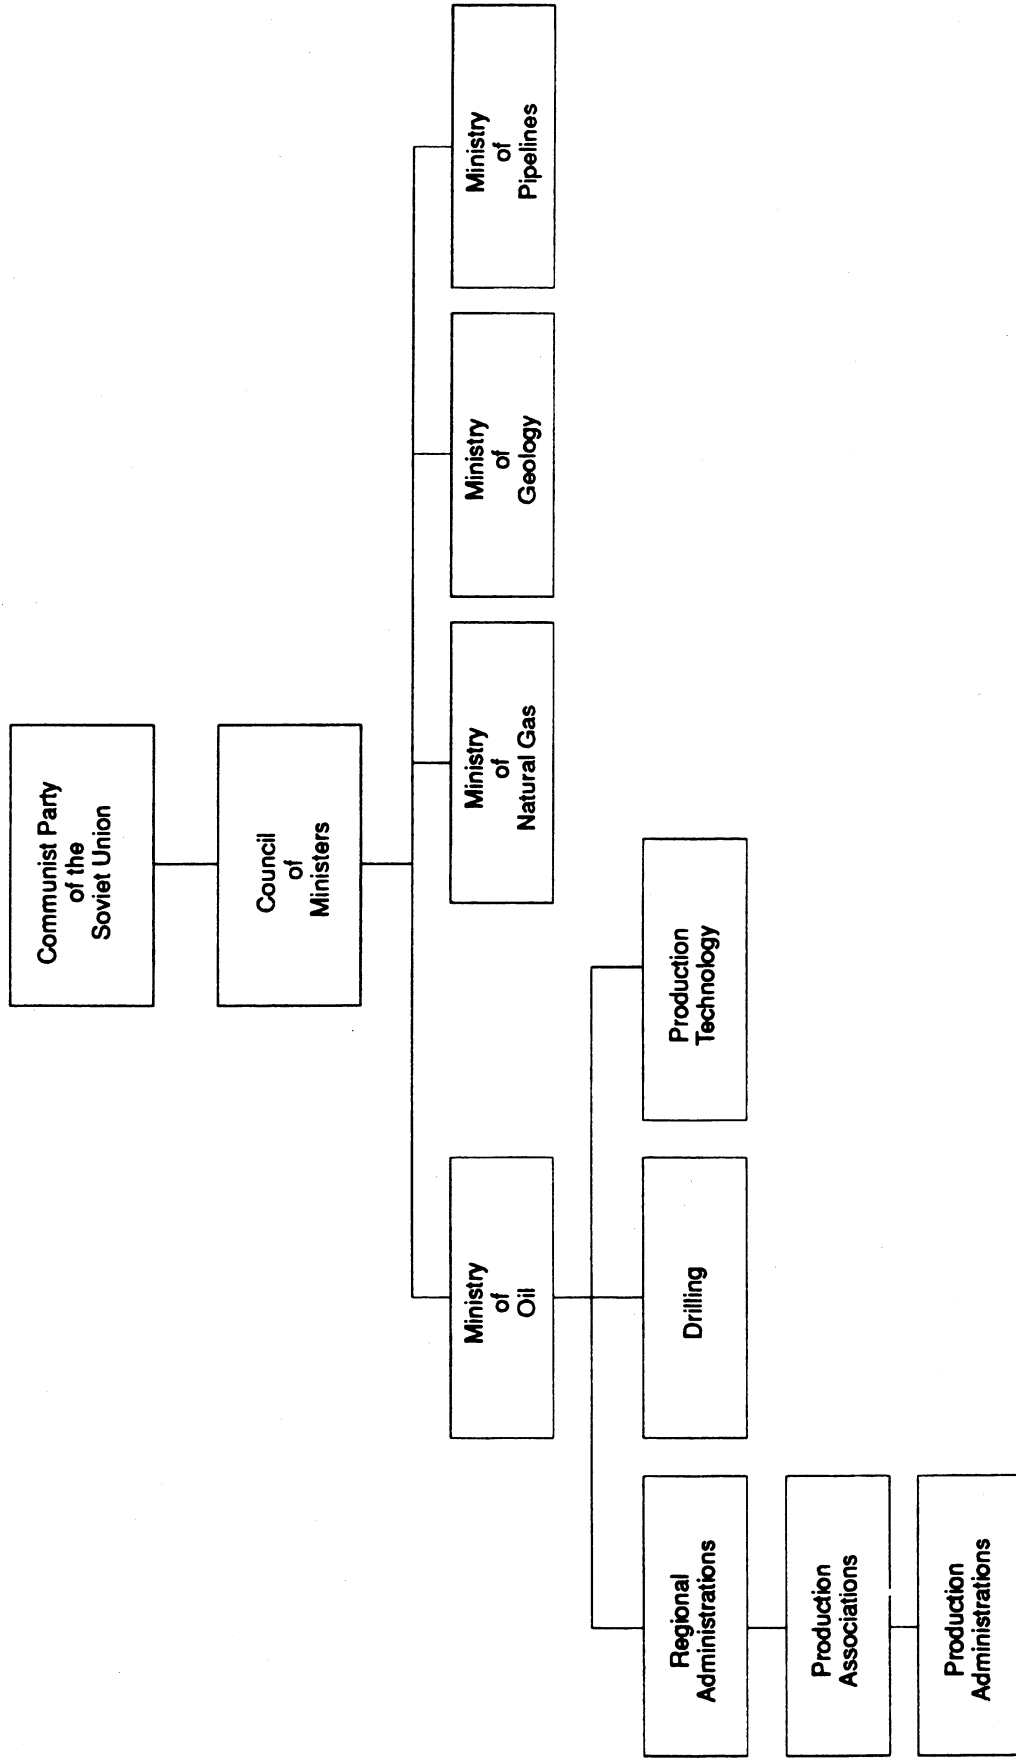 Communist Party
of the
Soviet Union
Council
of
Ministers
Ministry
of
Oil
Ministry
of
Natural Gas
Ministry
of
Geology
Ministry
of
Pipelines
Regional
Administrations
Drilling
Production
Technology
Production
Associations
Production
Administrations